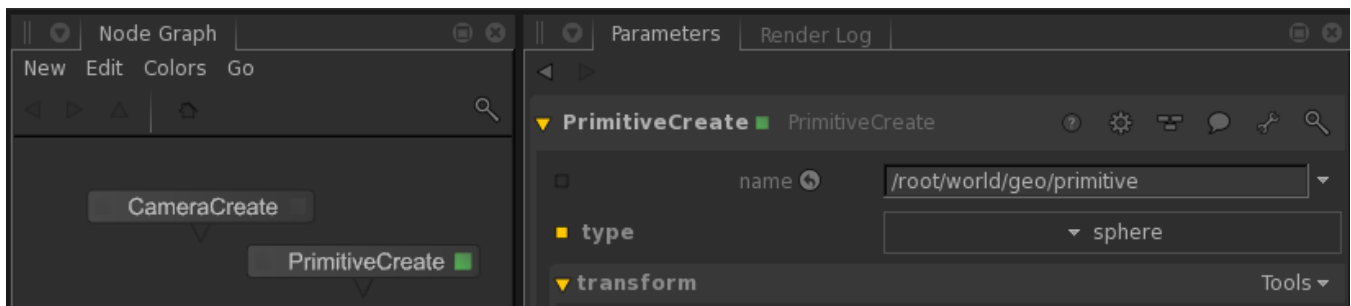 Node Graph
New Edit Colors Go
CameraCreate
PrimitiveCreate
Parameters Render Log
PrimitiveCreate PrimitiveCreate
name /root/world/geo/primitive
type sphere
transform Tools